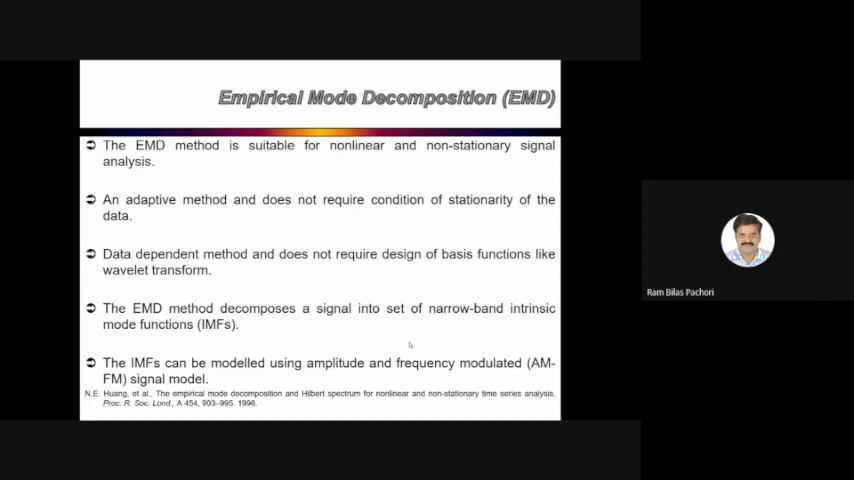 Empirical Mode Decomposition (EMD)
➲ The EMD method is suitable for nonlinear and non-stationary signal
analysis.
➲ An adaptive method and does not require condition of stationarity of the
data.
➲ Data dependent method and does not require design of basis functions like
wavelet transform.
➲ The EMD method decomposes a signal into set of narrow-band intrinsic
mode functions (IMFs).
➲ The IMFs can be modelled using amplitude and frequency modulated (AM-
FM) signal model.
N.E. Huang, et al., The empirical mode decomposition and Hilbert spectrum for nonlinear and non-stationary time series analysis,
Proc. R. Soc. Lond., A 454, 903–995. 1998.
Ram Bilas Pachori